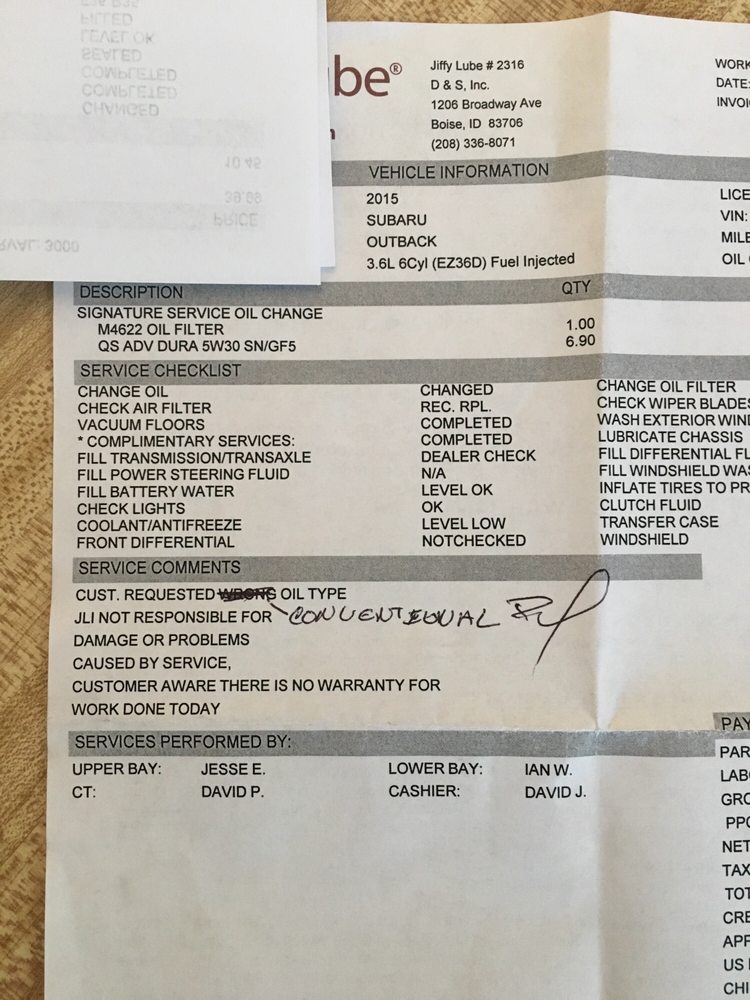 be®
Jiffy Lube # 2316
D & S, Inc.
1206 Broadway Ave
Boise, ID 83706
(208) 336-8071
WORK
DATE:
INVOI
FILLED
LEVEL OK
SEALED
COMPLETED
COMPLETED
CHANGED
10.45
39.09
PRICE
RVAL: 3000
VEHICLE INFORMATION
2015
SUBARU
OUTBACK
3.6L 6Cyl (EZ36D) Fuel Injected
LICE
VIN:
MILE
OIL
DESCRIPTION QTY
SIGNATURE SERVICE OIL CHANGE
M4622 OIL FILTER 1.00
QS ADV DURA 5W30 SN/GF5 6.90
SERVICE CHECKLIST
CHANGE OIL CHANGED CHANGE OIL FILTER
CHECK AIR FILTER REC. RPL. CHECK WIPER BLADES
VACUUM FLOORS COMPLETED WASH EXTERIOR WIND
* COMPLIMENTARY SERVICES: COMPLETED LUBRICATE CHASSIS
FILL TRANSMISSION/TRANSAXLE DEALER CHECK FILL DIFFERENTIAL FL
FILL POWER STEERING FLUID N/A FILL WINDSHIELD WAS
FILL BATTERY WATER LEVEL OK INFLATE TIRES TO PR
CHECK LIGHTS OK CLUTCH FLUID
COOLANT/ANTIFREEZE LEVEL LOW TRANSFER CASE
FRONT DIFFERENTIAL NOTCHECKED WINDSHIELD
SERVICE COMMENTS
CUST. REQUESTED WRONG OIL TYPE
JLI NOT RESPONSIBLE FOR CONVENTIONAL
DAMAGE OR PROBLEMS
CAUSED BY SERVICE,
CUSTOMER AWARE THERE IS NO WARRANTY FOR
WORK DONE TODAY
SERVICES PERFORMED BY:
UPPER BAY: JESSE E. LOWER BAY: IAN W.
CT: DAVID P. CASHIER: DAVID J.
PAY
PAR
LAB
GRO
PPC
NET
TAX
TOT
CRE
APP
US
CHI